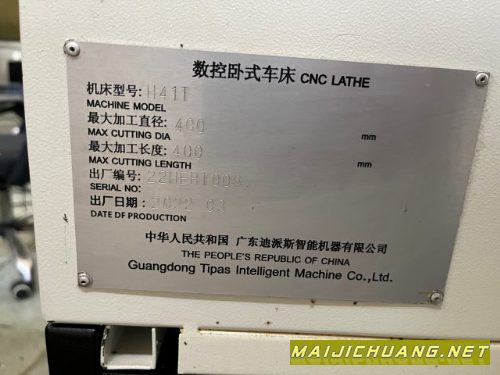 数控卧式车床 CNC LATHE
机床型号: H41T
MACHINE MODEL
最大加工直径: 400 mm
MAX CUTTING DIA
最大加工长度: 400 mm
MAX CUTTING LENGTH
出厂编号:
SERIAL NO:
出厂日期: 2022 03
DATE OF PRODUCTION
中华人民共和国 广东迪派斯智能机器有限公司
THE PEOPLE'S REPUBLIC OF CHINA
Guangdong Tipas Intelligent Machine Co.,Ltd.
MAIJICHUANG.NET